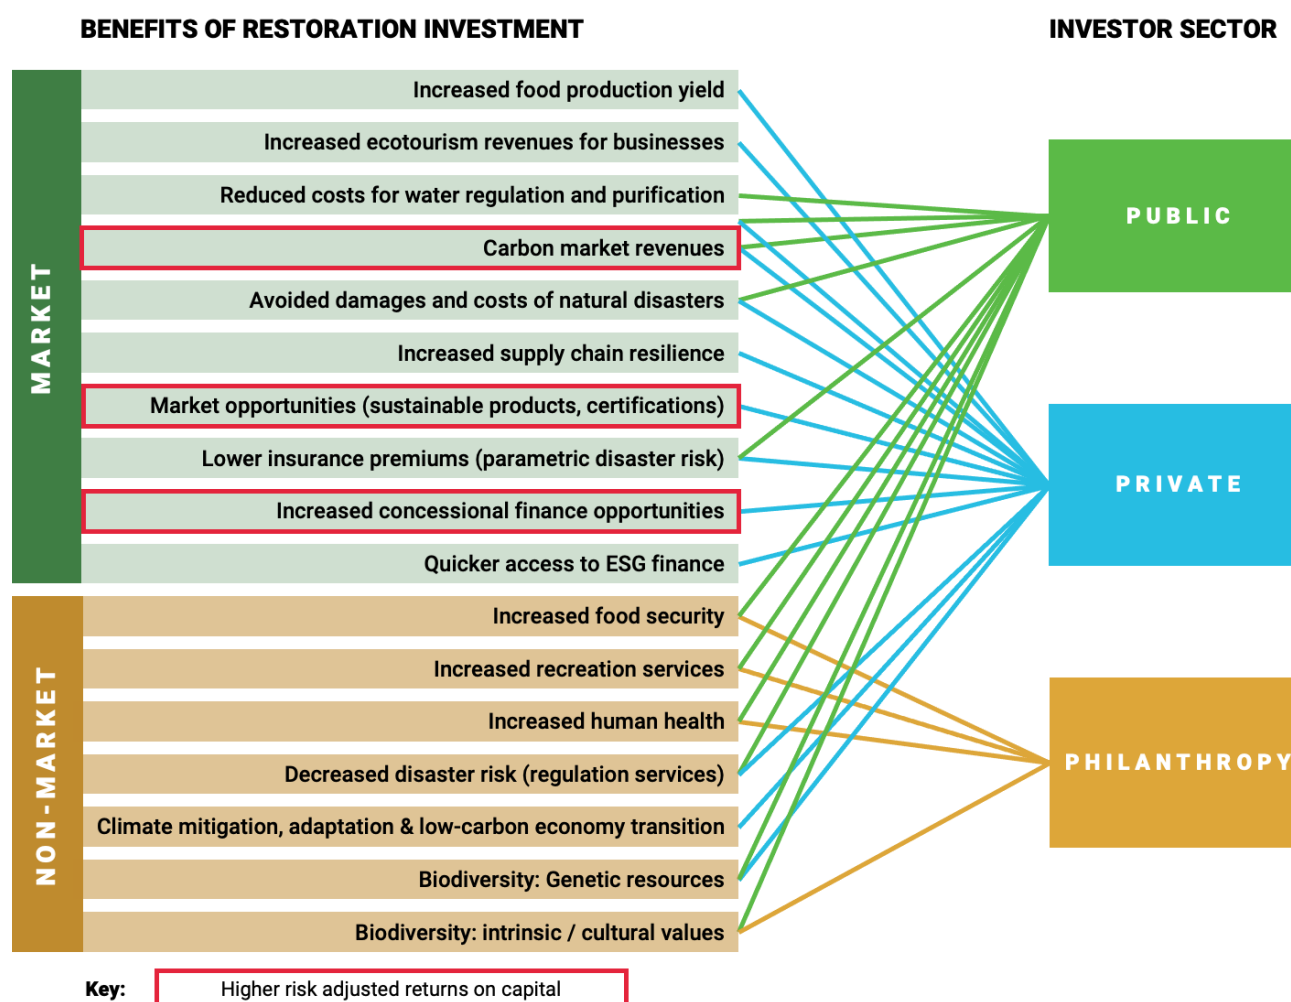 BENEFITS OF RESTORATION INVESTMENT
INVESTOR SECTOR
MARKET
Increased food production yield
Increased ecotourism revenues for businesses
Reduced costs for water regulation and purification
Carbon market revenues
Avoided damages and costs of natural disasters
Increased supply chain resilience
Market opportunities (sustainable products, certifications)
Lower insurance premiums (parametric disaster risk)
Increased concessional finance opportunities
Quicker access to ESG finance
NON-MARKET
Increased food security
Increased recreation services
Increased human health
Decreased disaster risk (regulation services)
Climate mitigation, adaptation & low-carbon economy transition
Biodiversity: Genetic resources
Biodiversity: intrinsic / cultural values
PUBLIC
PRIVATE
PHILANTHROPY
Key:
Higher risk adjusted returns on capital